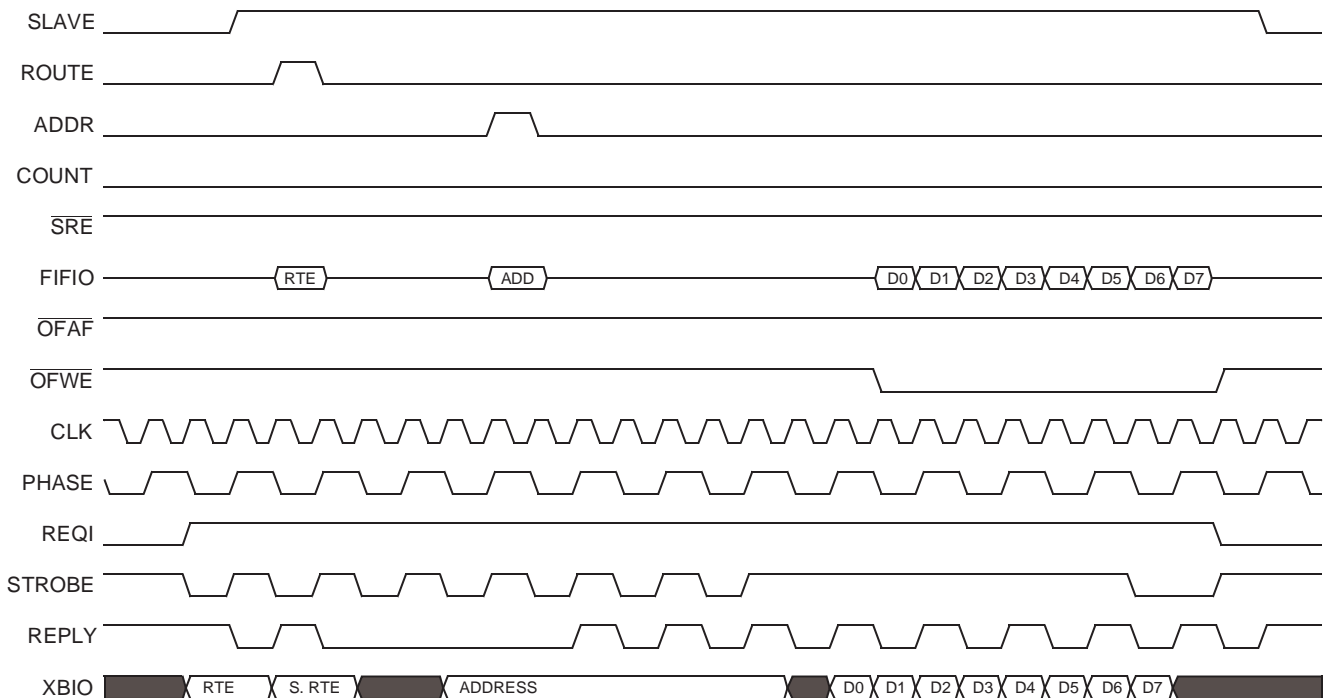 SLAVE
ROUTE
ADDR
COUNT
SRE
FIFIO RTE ADD D0 D1 D2 D3 D4 D5 D6 D7
OFAF
OFWE
CLK
PHASE
REQI
STROBE
REPLY
XBIO RTE S. RTE ADDRESS D0 D1 D2 D3 D4 D5 D6 D7